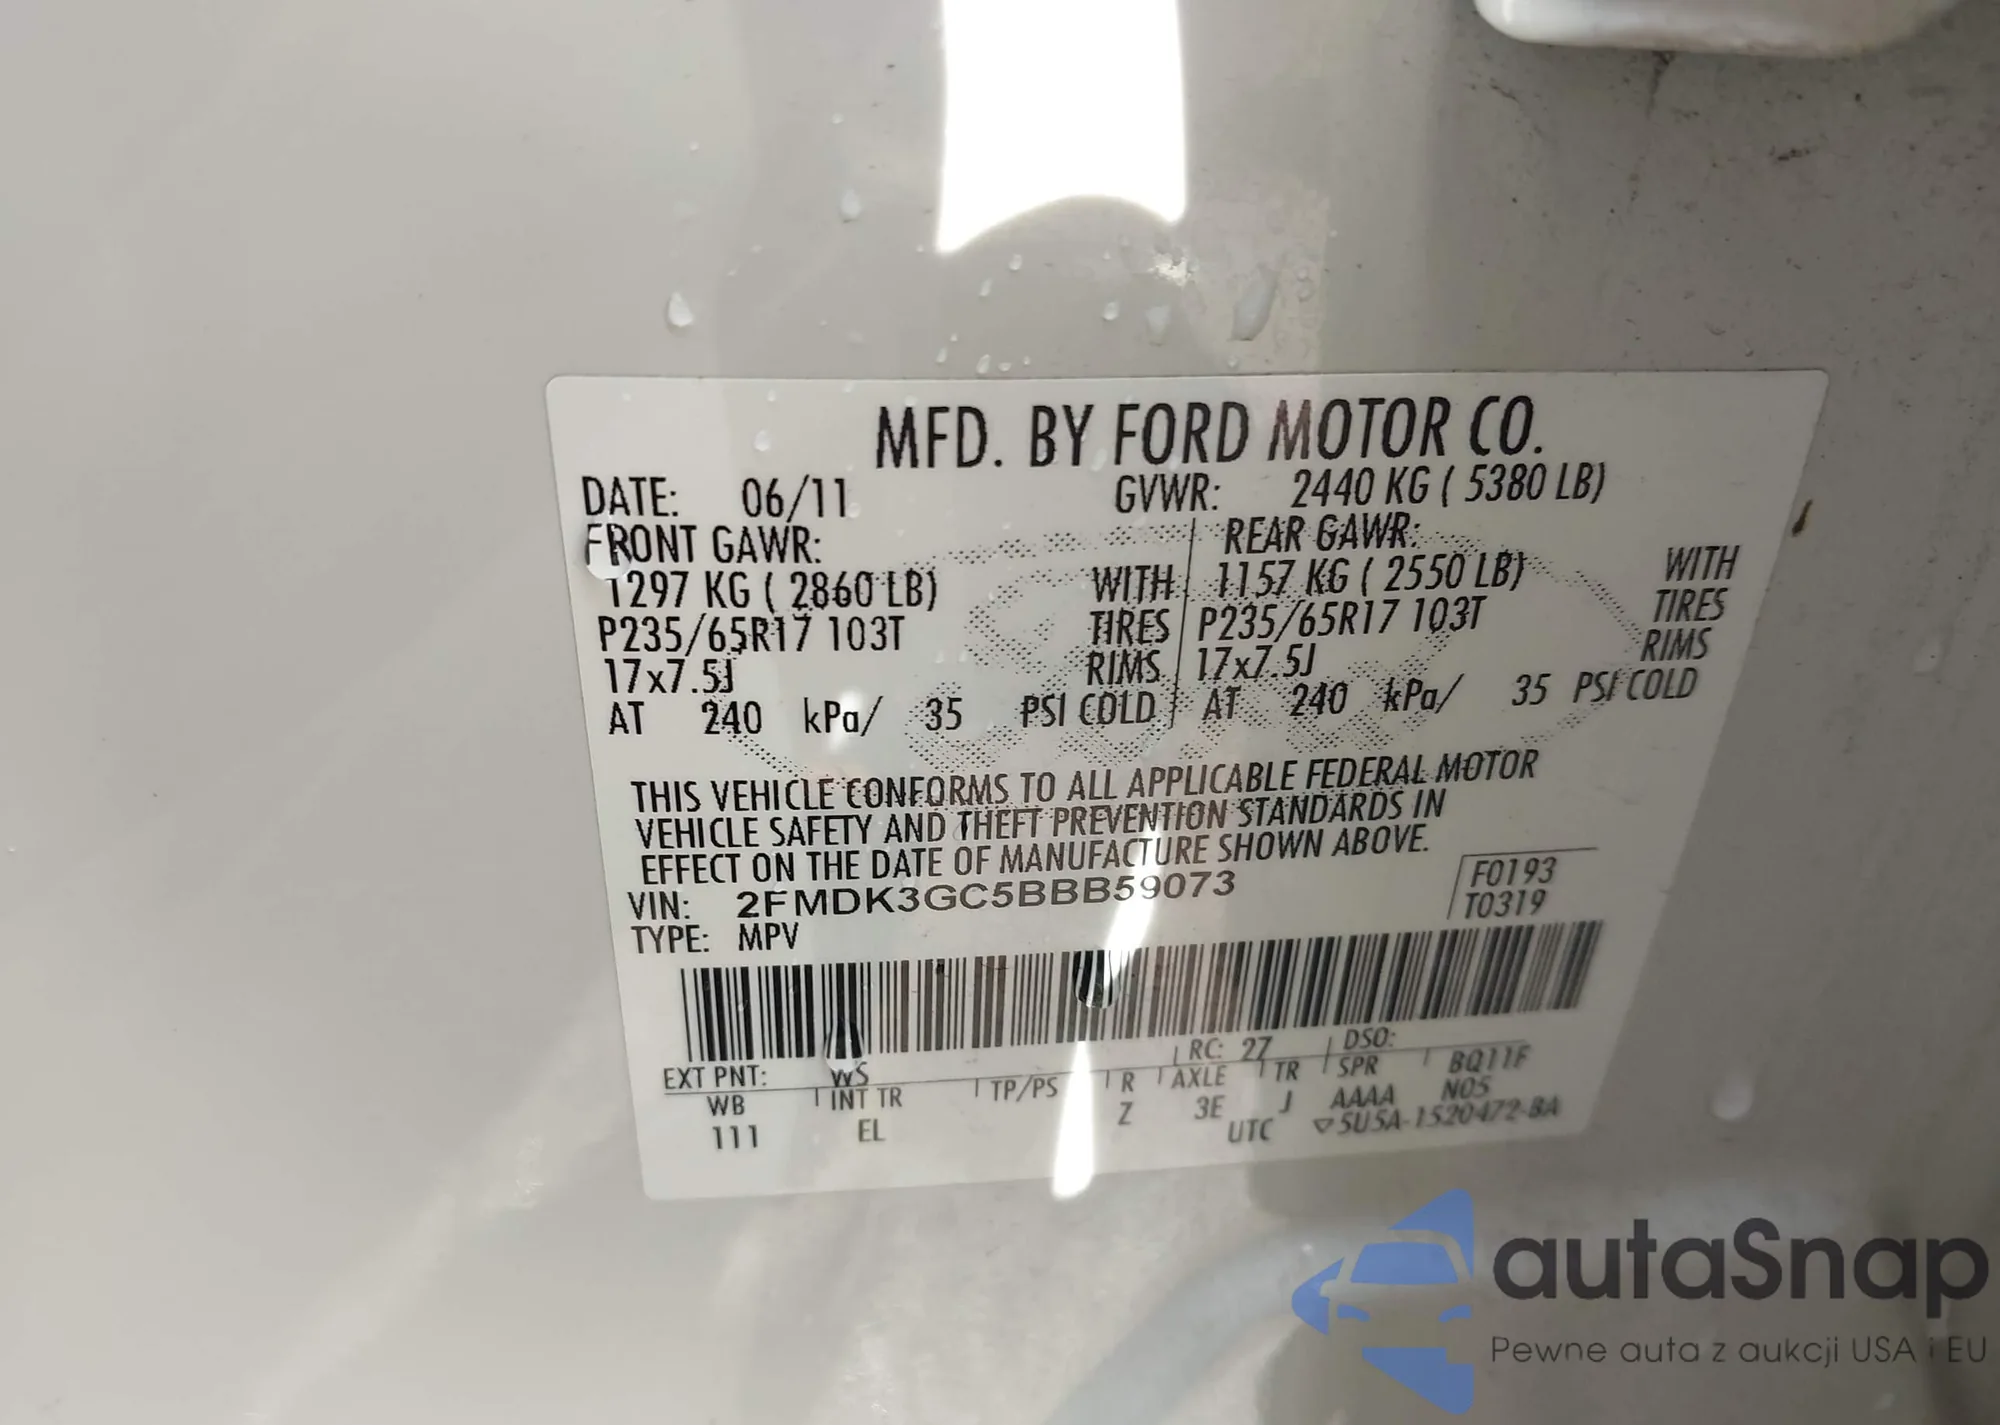 MFD. BY FORD MOTOR CO.
DATE: 06/11 GVWR: 2440 KG ( 5380 LB)
FRONT GAWR: REAR GAWR:
1297 KG ( 2860 LB) WITH 1157 KG ( 2550 LB) WITH
P235/65R17 103T TIRES P235/65R17 103T TIRES
17x7.5J RIMS 17x7.5J RIMS
AT 240 kPa/ 35 PSI COLD AT 240 kPa/ 35 PSI COLD
THIS VEHICLE CONFORMS TO ALL APPLICABLE FEDERAL MOTOR
VEHICLE SAFETY AND THEFT PREVENTION STANDARDS IN
EFFECT ON THE DATE OF MANUFACTURE SHOWN ABOVE.
VIN: 2FMDK3GC5BBB59073 F0193
TYPE: MPV T0319
EXT PNT: WS RC: 27 DSO:
WB INT TR TP/PS R AXLE TR SPR BQ11F
111 EL Z 3E J AAAA N05
UTC ▽5U5A-1520472-BA
autaSnap
Pewne auta z aukcji USA i EU